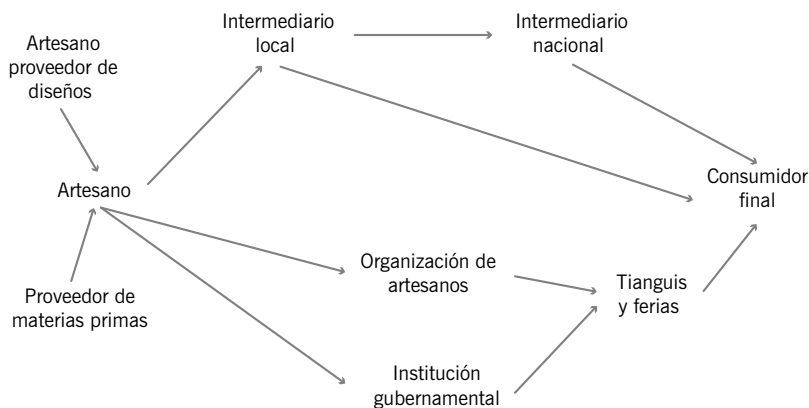 Artesano
proveedor de
diseños
Intermediario
local
Intermediario
nacional
Artesano
Consumidor
final
Proveedor de
materias primas
Organización de
artesanos
Tianguis
y ferias
Institución
gubernamental